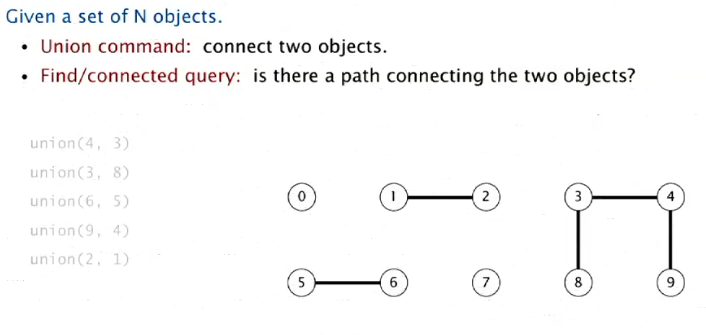 Given a set of N objects.
• Union command: connect two objects.
• Find/connected query: is there a path connecting the two objects?
union(4, 3)
union(3, 8)
union(6, 5)
union(9, 4)
union(2, 1)
0 1 2 3 4
5 6 7 8 9